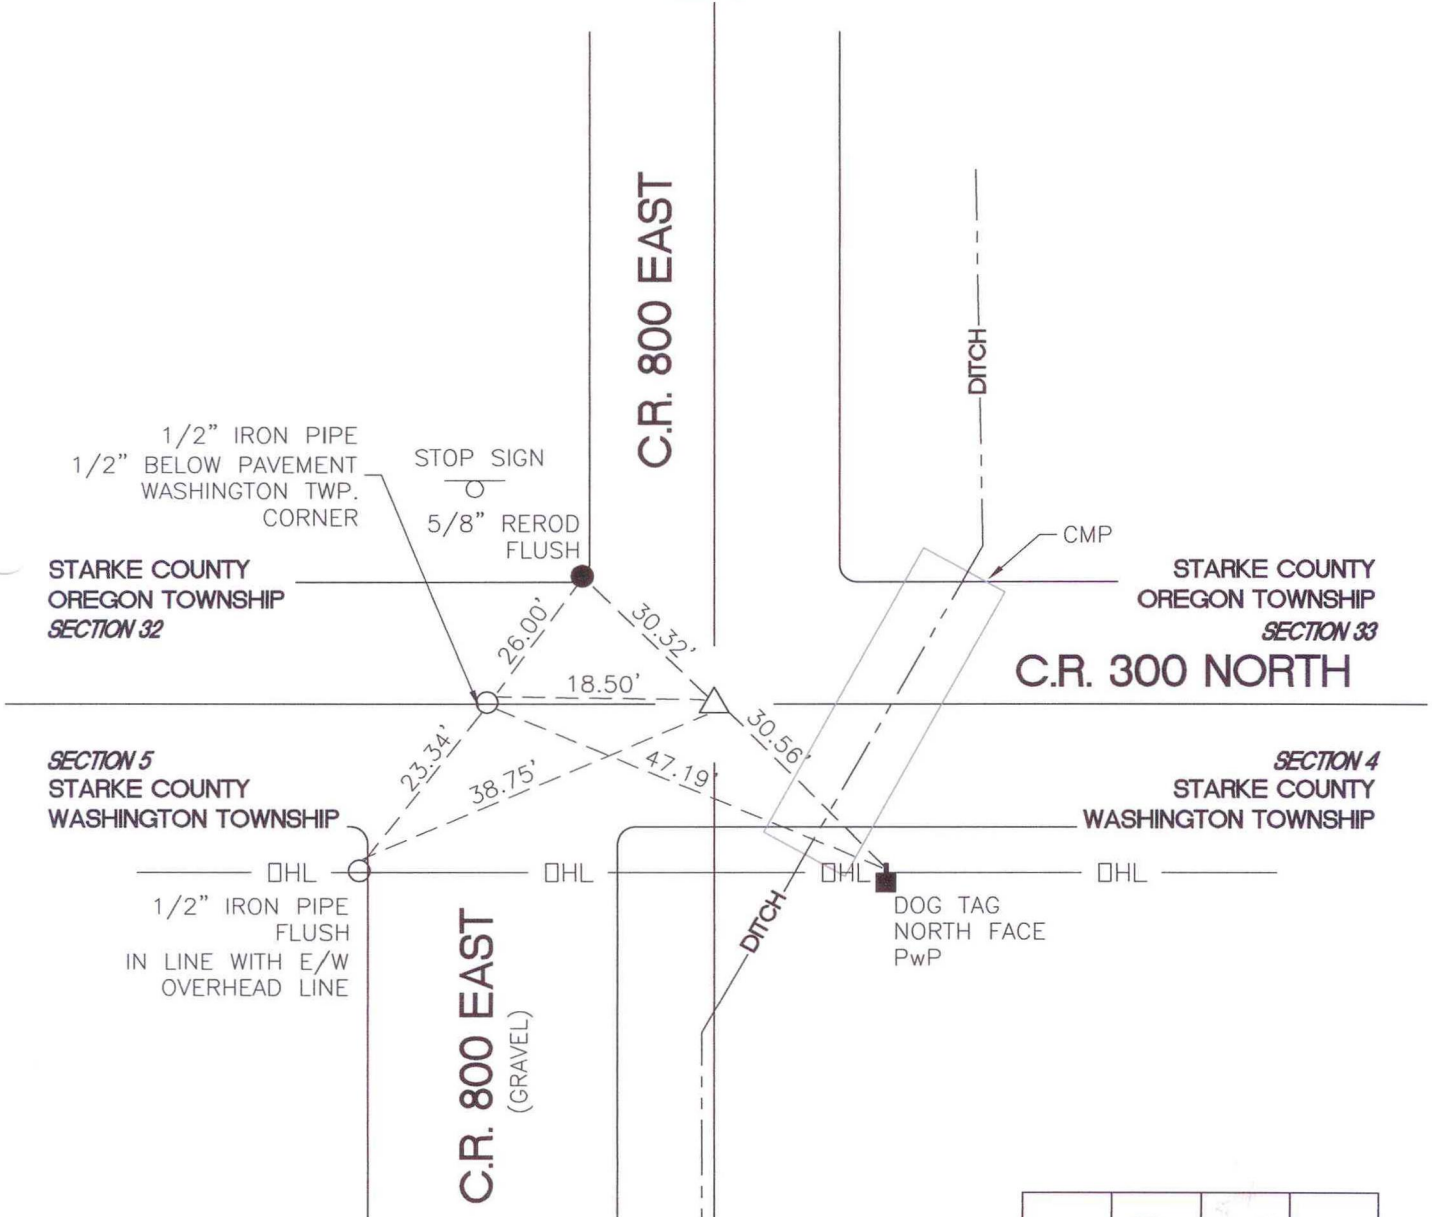 C.R. 800 EAST
DITCH
1/2" IRON PIPE
1/2" BELOW PAVEMENT
WASHINGTON TWP.
CORNER
STOP SIGN
5/8" REROD
FLUSH
CMP
STARKE COUNTY
OREGON TOWNSHIP
SECTION 32
STARKE COUNTY
OREGON TOWNSHIP
SECTION 33
C.R. 300 NORTH
26.00'
30.32'
18.50'
23.34'
38.75'
47.19'
30.56'
SECTION 5
STARKE COUNTY
WASHINGTON TOWNSHIP
SECTION 4
STARKE COUNTY
WASHINGTON TOWNSHIP
OHL
OHL
OHL
OHL
1/2" IRON PIPE
FLUSH
IN LINE WITH E/W
OVERHEAD LINE
DITCH
DOG TAG
NORTH FACE
PwP
C.R. 800 EAST
(GRAVEL)